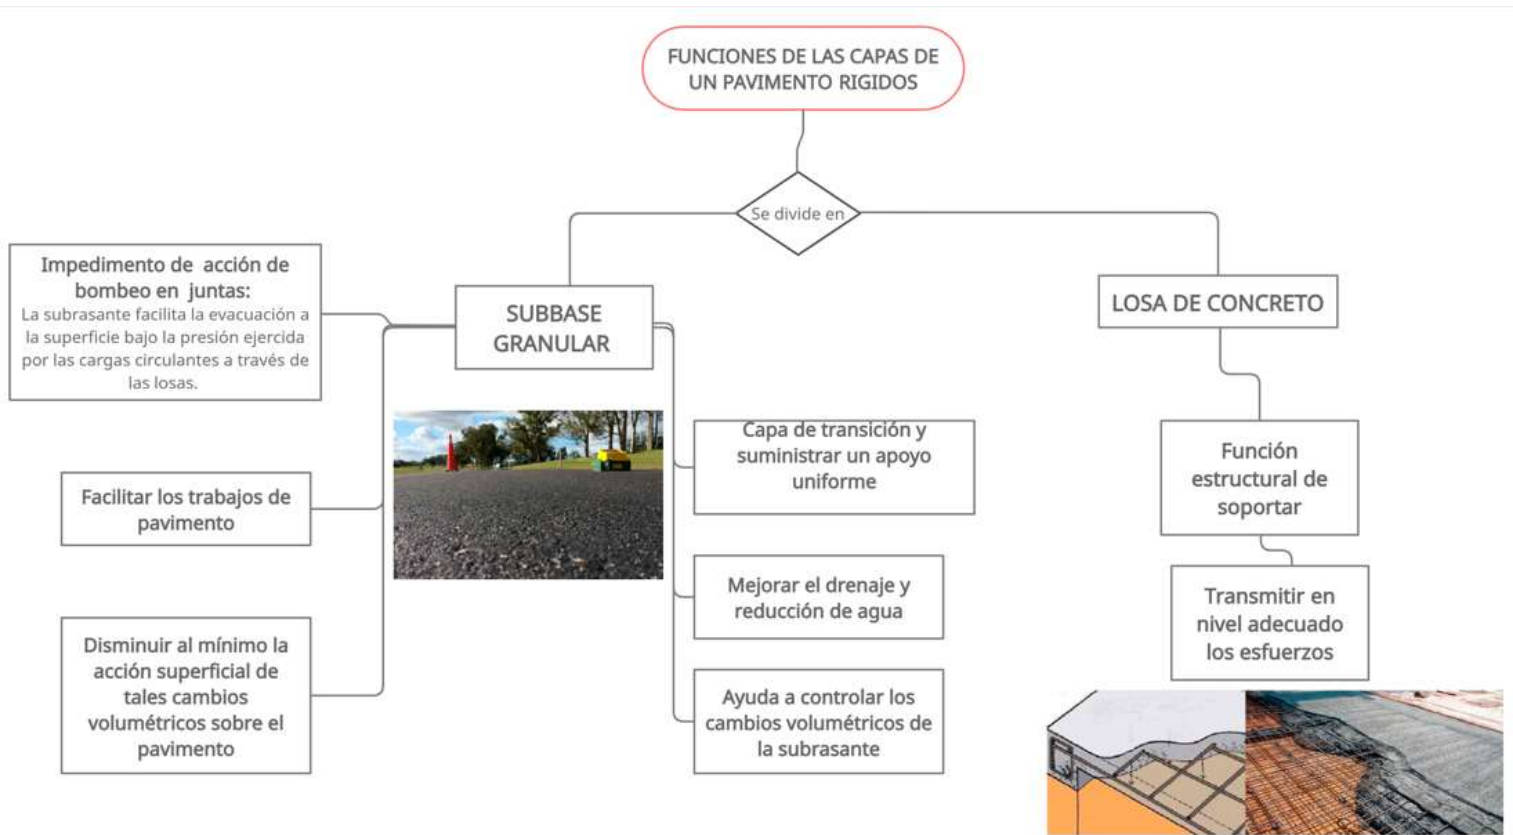 FUNCIONES DE LAS CAPAS DE
UN PAVIMENTO RIGIDOS
Se divide en
Impedimento de acción de
bombeo en juntas:
La subrasante facilita la evacuación a
la superficie bajo la presión ejercida
por las cargas circulantes a través de
las losas.
SUBBASE
GRANULAR
LOSA DE CONCRETO
Facilitar los trabajos de
pavimento
Capa de transición y
suministrar un apoyo
uniforme
Función
estructural de
soportar
Mejorar el drenaje y
reducción de agua
Transmitir en
nivel adecuado
los esfuerzos
Disminuir al mínimo la
acción superficial de
tales cambios
volumétricos sobre el
pavimento
Ayuda a controlar los
cambios volumétricos de
la subrasante